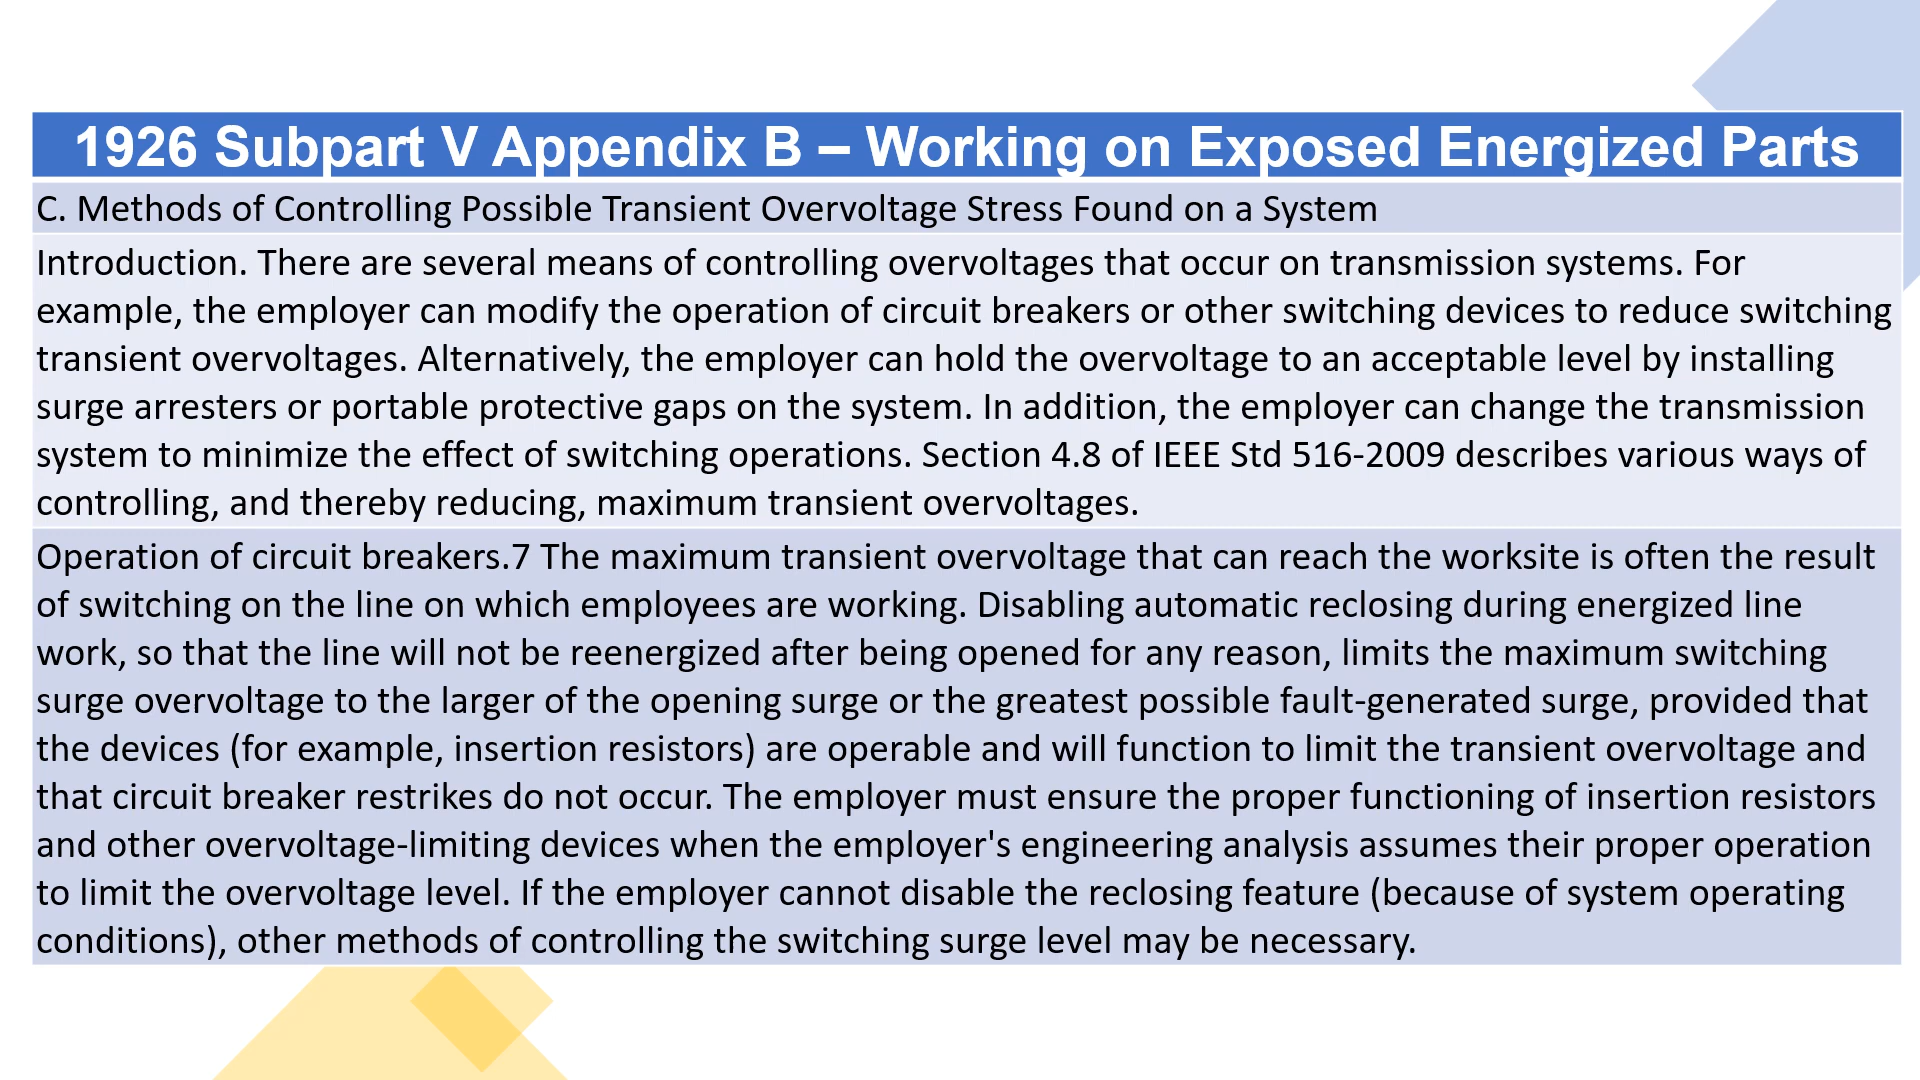 1926 Subpart V Appendix B – Working on Exposed Energized Parts
C. Methods of Controlling Possible Transient Overvoltage Stress Found on a System
Introduction. There are several means of controlling overvoltages that occur on transmission systems. For
example, the employer can modify the operation of circuit breakers or other switching devices to reduce switching
transient overvoltages. Alternatively, the employer can hold the overvoltage to an acceptable level by installing
surge arresters or portable protective gaps on the system. In addition, the employer can change the transmission
system to minimize the effect of switching operations. Section 4.8 of IEEE Std 516-2009 describes various ways of
controlling, and thereby reducing, maximum transient overvoltages.
Operation of circuit breakers.7 The maximum transient overvoltage that can reach the worksite is often the result
of switching on the line on which employees are working. Disabling automatic reclosing during energized line
work, so that the line will not be reenergized after being opened for any reason, limits the maximum switching
surge overvoltage to the larger of the opening surge or the greatest possible fault-generated surge, provided that
the devices (for example, insertion resistors) are operable and will function to limit the transient overvoltage and
that circuit breaker restrikes do not occur. The employer must ensure the proper functioning of insertion resistors
and other overvoltage-limiting devices when the employer's engineering analysis assumes their proper operation
to limit the overvoltage level. If the employer cannot disable the reclosing feature (because of system operating
conditions), other methods of controlling the switching surge level may be necessary.